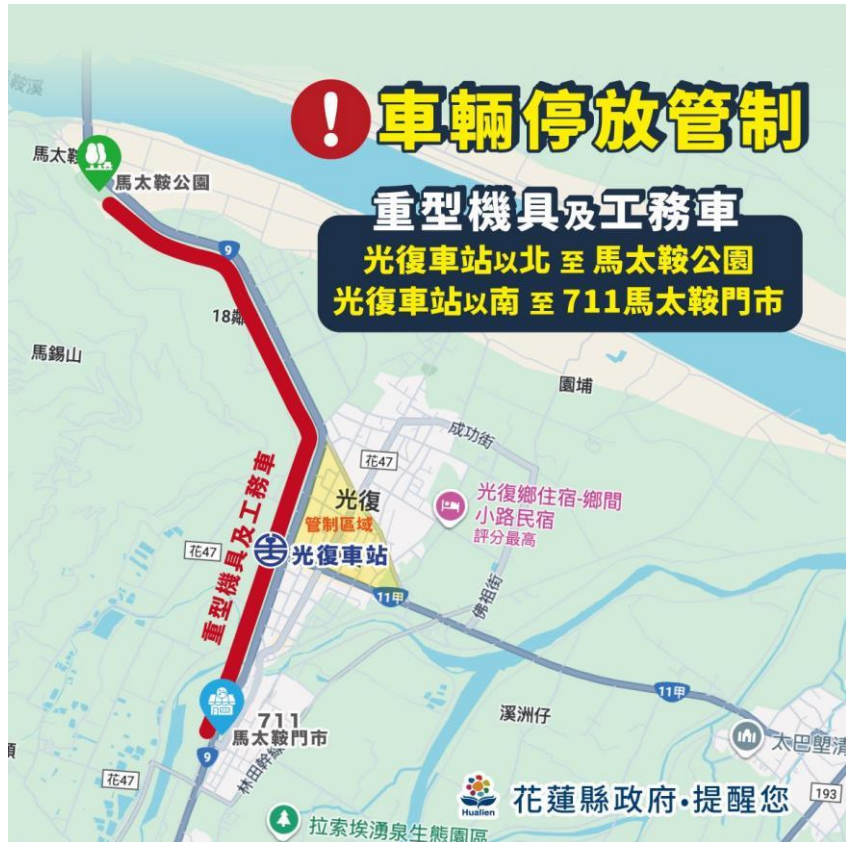 車輛停放管制
重型機具及工務車
光復車站以北 至 馬太鞍公園
光復車站以南 至 711馬太鞍門市
馬太鞍
馬太鞍公園
9
18鄰
馬錫山
園埔
成功街
花47
光復
管制區域
光復鄉住宿-鄉間
小路民宿
評分最高
重型機具及工務車
花47
光復車站
佛祖街
11甲
11甲
溪洲仔
711
馬太鞍門市
太巴塱清
9
林田幹線
花47
193
Hualien
花蓮縣政府•提醒您
拉索埃湧泉生態園區